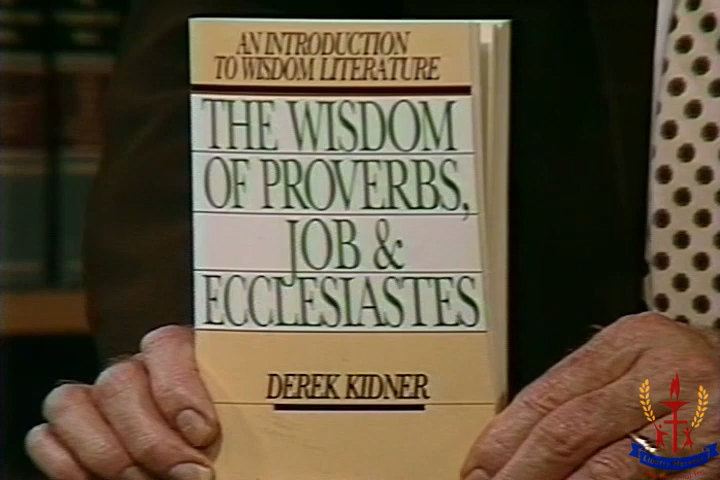 AN INTRODUCTION
TO WISDOM LITERATURE
THE WISDOM
OF PROVERBS,
JOB &
ECCLESIASTES
DEREK KIDNER